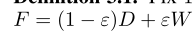 F = (1 − ε)D + εW